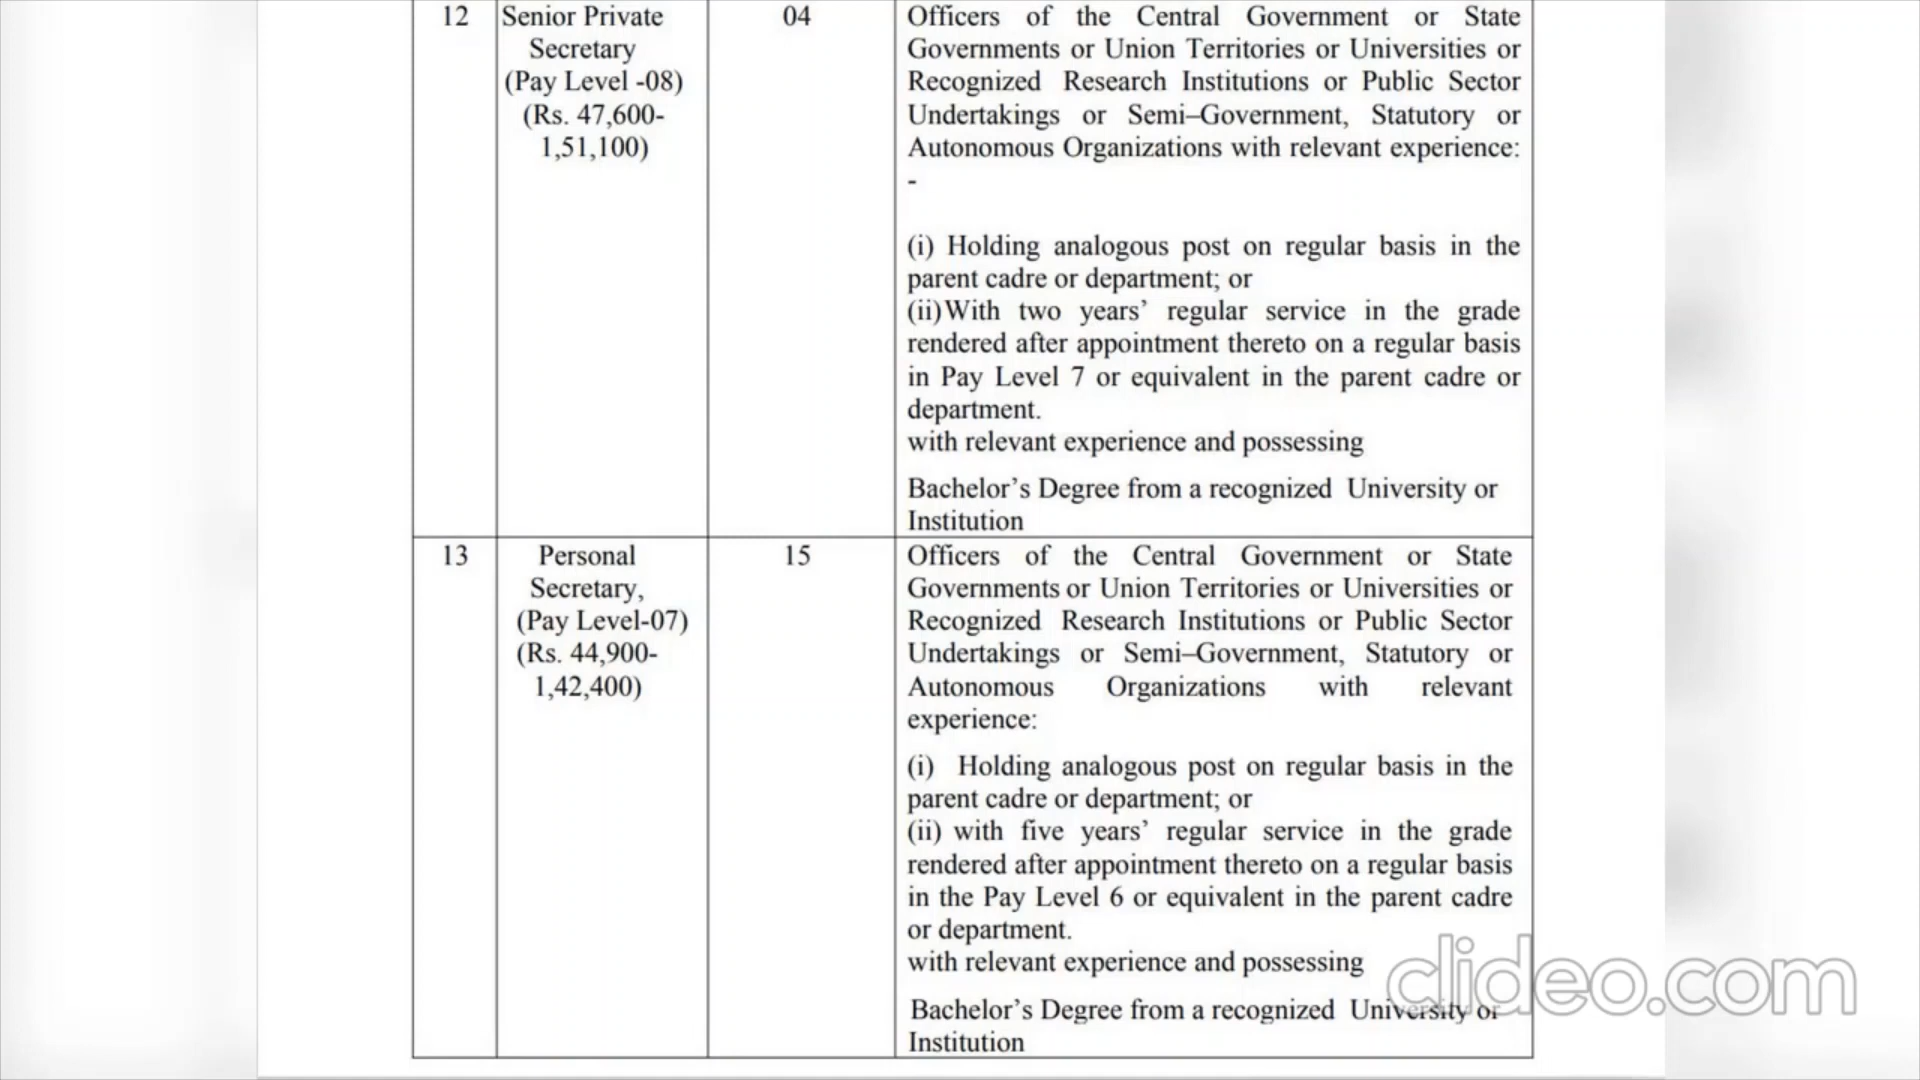 12 Senior Private 04 Officers of the Central Government or State
Secretary Governments or Union Territories or Universities or
(Pay Level -08) Recognized Research Institutions or Public Sector
(Rs. 47,600- Undertakings or Semi–Government, Statutory or
1,51,100) Autonomous Organizations with relevant experience:
-
(i) Holding analogous post on regular basis in the
parent cadre or department; or
(ii)With two years’ regular service in the grade
rendered after appointment thereto on a regular basis
in Pay Level 7 or equivalent in the parent cadre or
department.
with relevant experience and possessing
Bachelor’s Degree from a recognized University or
Institution
13 Personal 15 Officers of the Central Government or State
Secretary, Governments or Union Territories or Universities or
(Pay Level-07) Recognized Research Institutions or Public Sector
(Rs. 44,900- Undertakings or Semi–Government, Statutory or
1,42,400) Autonomous Organizations with relevant
experience:
(i) Holding analogous post on regular basis in the
parent cadre or department; or
(ii) with five years’ regular service in the grade
rendered after appointment thereto on a regular basis
in the Pay Level 6 or equivalent in the parent cadre
or department.
with relevant experience and possessing
Bachelor’s Degree from a recognized University or
Institution
clideo.com